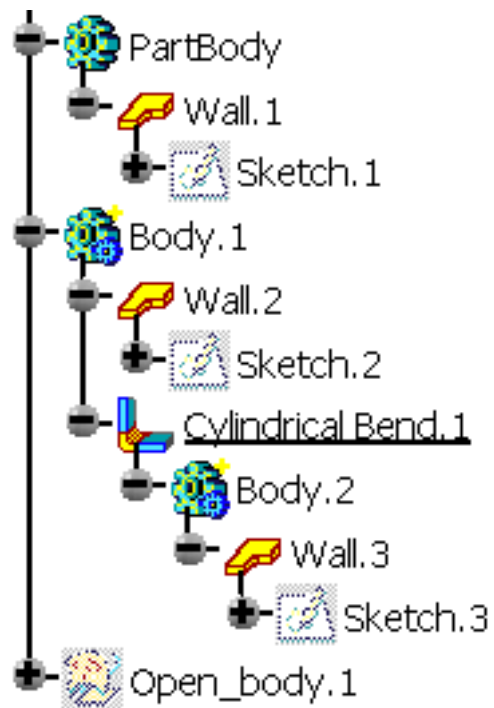 PartBody
Wall.1
Sketch.1
Body.1
Wall.2
Sketch.2
Cylindrical Bend.1
Body.2
Wall.3
Sketch.3
Open_body.1